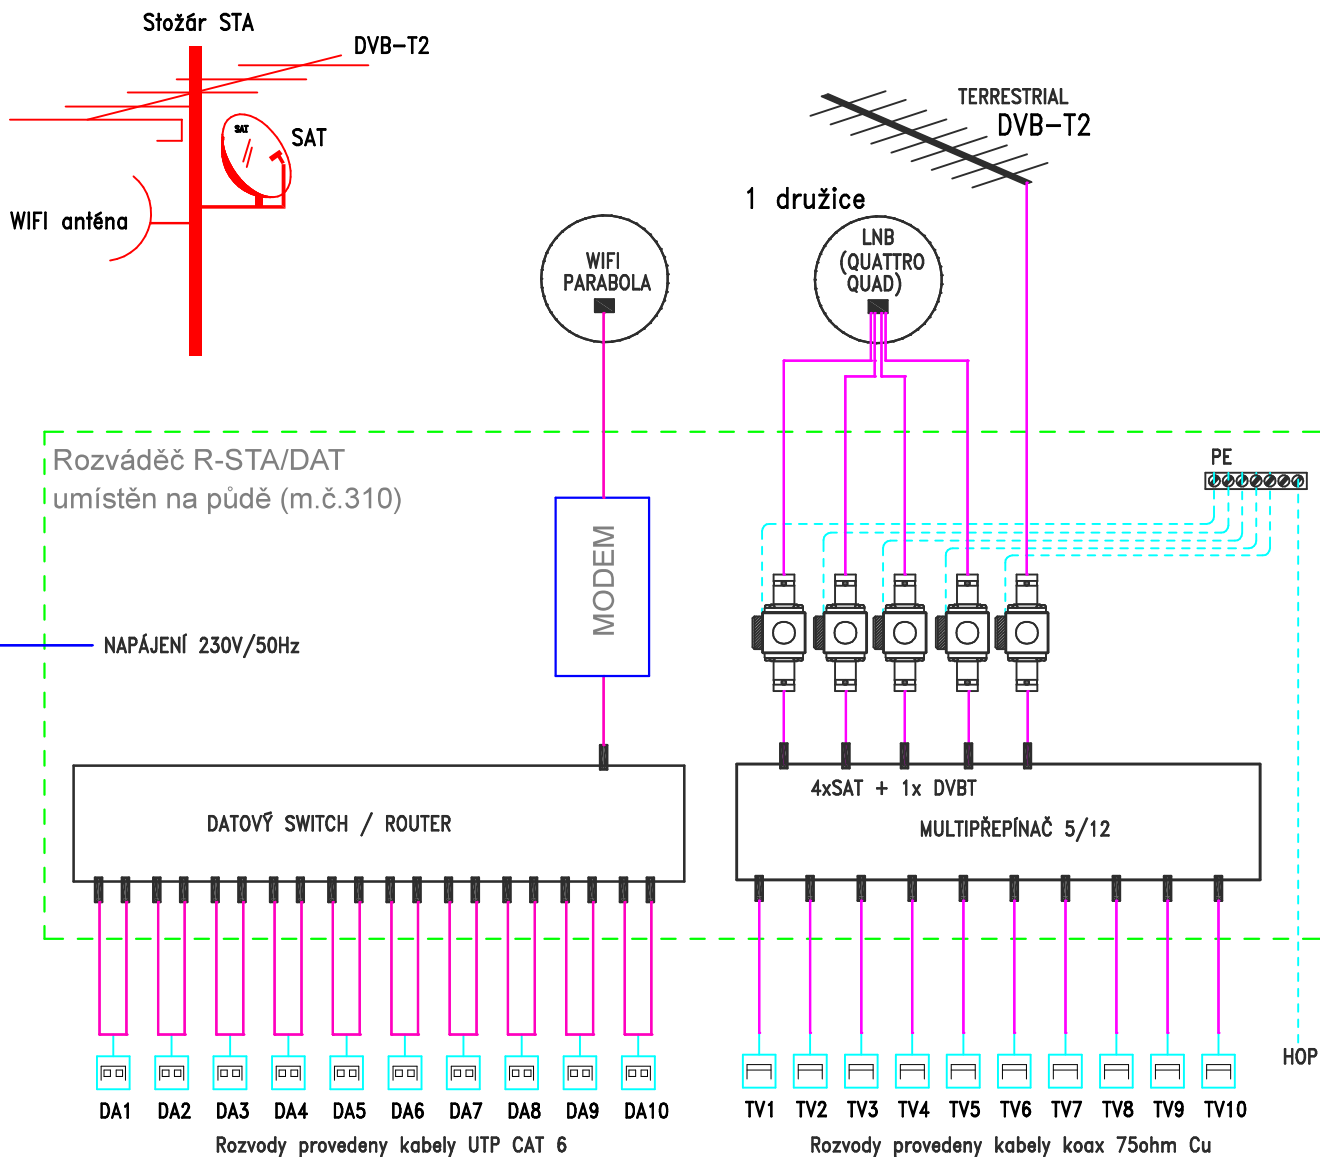 Stožár STA
DVB-T2
SAT
SAT
WIFI anténa
TERRESTRIAL
DVB-T2
1 družice
WIFI
PARABOLA
LNB
(QUATTRO
QUAD)
Rozváděč R-STA/DAT
umístěn na půdě (m.č.310)
PE
MODEM
NAPÁJENÍ 230V/50Hz
4xSAT + 1x DVBT
DATOVÝ SWITCH / ROUTER
MULTIPŘEPÍNAČ 5/12
HOP
DA1 DA2 DA3 DA4 DA5 DA6 DA7 DA8 DA9 DA10
TV1 TV2 TV3 TV4 TV5 TV6 TV7 TV8 TV9 TV10
Rozvody provedeny kabely UTP CAT 6
Rozvody provedeny kabely koax 75ohm Cu